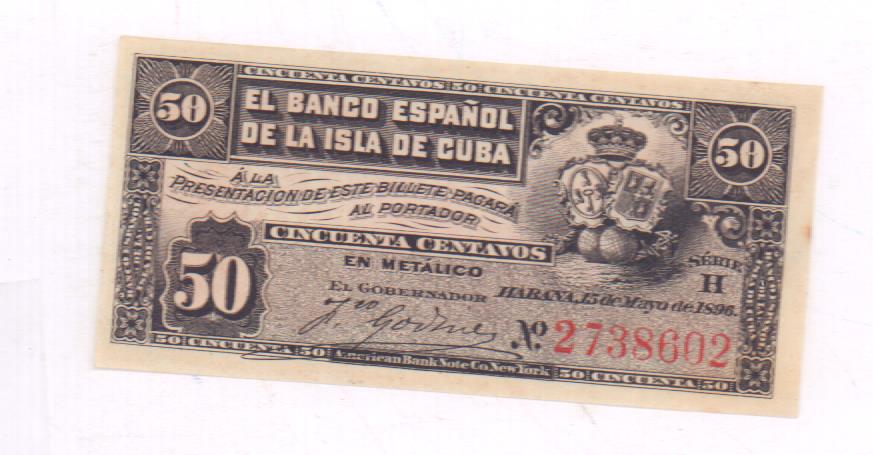 CINCUENTA CENTAVOS 50 CINCUENTA CENTAVOS
50
EL BANCO ESPAÑOL
DE LA ISLA DE CUBA
50
Á LA
PRESENTACION DE ESTE BILLETE PAGARÁ
AL PORTADOR
CINCUENTA CENTAVOS
EN METÁLICO
SÉRIE
H
50
EL GOBERNADOR
HABANA, 15 de Mayo de 1896.
No. 2738602
50 CINCUENTA 50
American Bank Note Co. New York
50 CINCUENTA 50